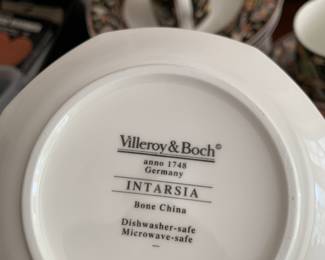 Villeroy & Boch©
anno 1748
Germany
INTARSIA
Bone China
Dishwasher-safe
Microwave-safe